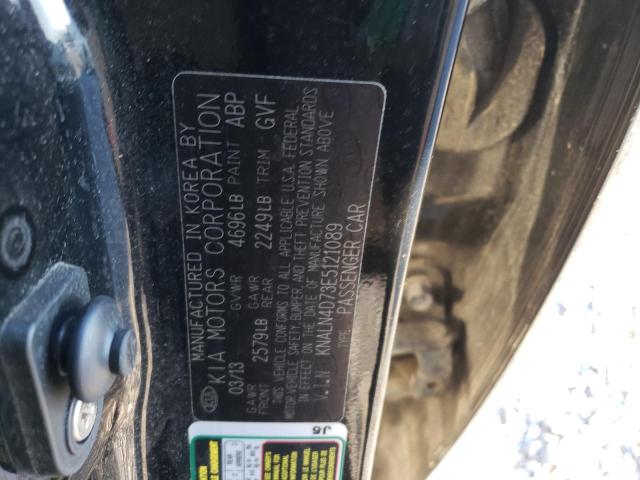 MANUFACTURED IN KOREA BY
KIA MOTORS CORPORATION
03/13 GVWR 4696LB PAINT ABP
GAWR FRONT 2579LB GAWR REAR 2249LB TRIM GVF
THIS VEHICLE CONFORMS TO ALL APPLICABLE U.S.A. FEDERAL
MOTOR VEHICLE SAFETY, BUMPER, AND THEFT PREVENTION STANDARDS
IN EFFECT ON THE DATE OF MANUFACTURE SHOWN ABOVE
V.I.N KNALN4D73E5121089
TYPE PASSENGER CAR
KIA
J5